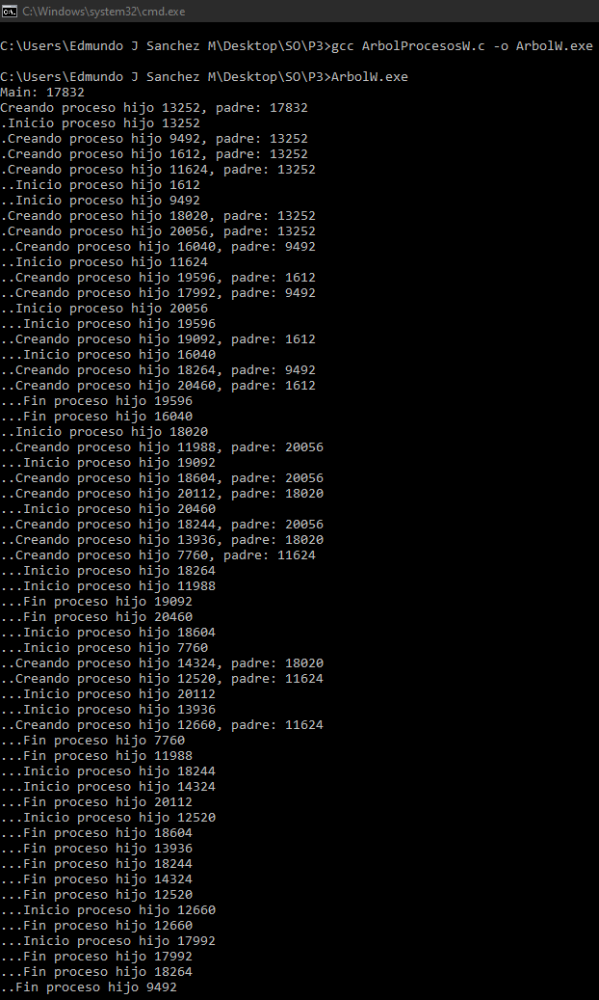 C:\Windows\system32\cmd.exe
C:\Users\Edmundo J Sanchez M\Desktop\SO\P3>gcc ArbolProcesosW.c -o ArbolW.exe
C:\Users\Edmundo J Sanchez M\Desktop\SO\P3>ArbolW.exe
Main: 17832
Creando proceso hijo 13252, padre: 17832
.Inicio proceso hijo 13252
.Creando proceso hijo 9492, padre: 13252
.Creando proceso hijo 1612, padre: 13252
.Creando proceso hijo 11624, padre: 13252
..Inicio proceso hijo 1612
..Inicio proceso hijo 9492
.Creando proceso hijo 18020, padre: 13252
.Creando proceso hijo 20056, padre: 13252
..Creando proceso hijo 16040, padre: 9492
..Inicio proceso hijo 11624
..Creando proceso hijo 19596, padre: 1612
..Creando proceso hijo 17992, padre: 9492
..Inicio proceso hijo 20056
...Inicio proceso hijo 19596
..Creando proceso hijo 19092, padre: 1612
...Inicio proceso hijo 16040
..Creando proceso hijo 18264, padre: 9492
..Creando proceso hijo 20460, padre: 1612
...Fin proceso hijo 19596
...Fin proceso hijo 16040
..Inicio proceso hijo 18020
..Creando proceso hijo 11988, padre: 20056
...Inicio proceso hijo 19092
..Creando proceso hijo 18604, padre: 20056
..Creando proceso hijo 20112, padre: 18020
...Inicio proceso hijo 20460
..Creando proceso hijo 18244, padre: 20056
..Creando proceso hijo 13936, padre: 18020
..Creando proceso hijo 7760, padre: 11624
...Inicio proceso hijo 18264
...Inicio proceso hijo 11988
...Fin proceso hijo 19092
...Fin proceso hijo 20460
...Inicio proceso hijo 18604
...Inicio proceso hijo 7760
..Creando proceso hijo 14324, padre: 18020
..Creando proceso hijo 12520, padre: 11624
...Inicio proceso hijo 20112
...Inicio proceso hijo 13936
..Creando proceso hijo 12660, padre: 11624
...Fin proceso hijo 7760
...Fin proceso hijo 11988
...Inicio proceso hijo 18244
...Inicio proceso hijo 14324
...Fin proceso hijo 20112
...Inicio proceso hijo 12520
...Fin proceso hijo 18604
...Fin proceso hijo 13936
...Fin proceso hijo 18244
...Fin proceso hijo 14324
...Fin proceso hijo 12520
...Inicio proceso hijo 12660
...Fin proceso hijo 12660
...Inicio proceso hijo 17992
...Fin proceso hijo 17992
...Fin proceso hijo 18264
..Fin proceso hijo 9492